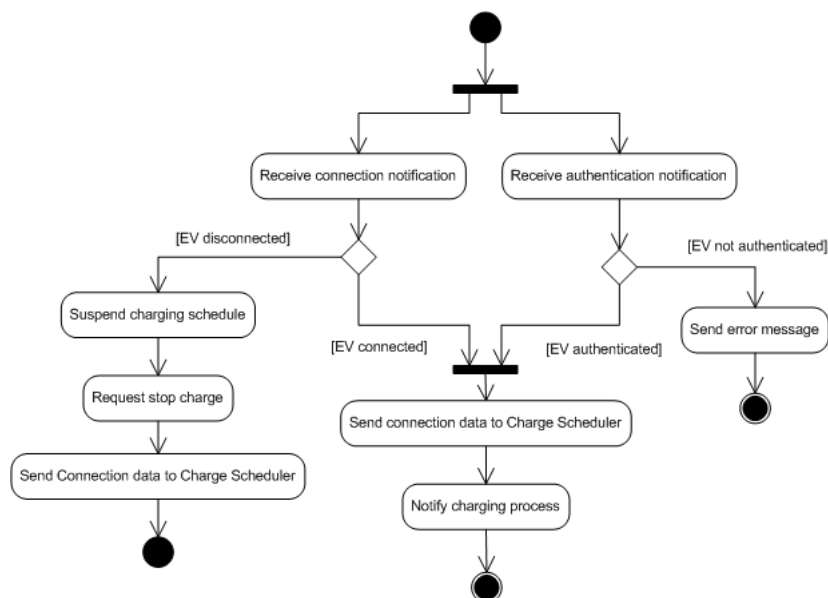 Receive connection notification
Receive authentication notification
[EV disconnected]
[EV not authenticated]
Suspend charging schedule
Send error message
[EV connected]
[EV authenticated]
Request stop charge
Send connection data to Charge Scheduler
Send Connection data to Charge Scheduler
Notify charging process